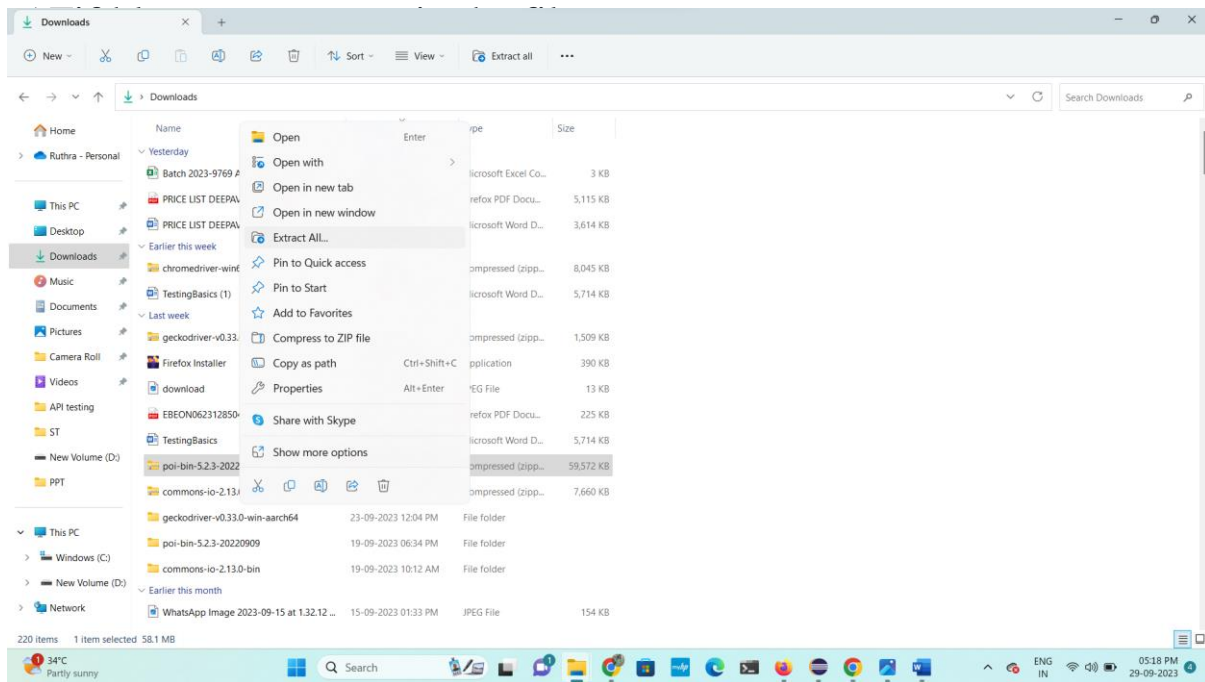 Downloads
New
Sort
View
Extract all
Downloads
Search Downloads
Name
Size
Home
Ruthra - Personal
This PC
Desktop
Downloads
Music
Documents
Pictures
Camera Roll
Videos
API testing
ST
New Volume (D:)
PPT
This PC
Windows (C:)
New Volume (D:)
Network
Yesterday
Batch 2023-9769 A
3 KB
PRICE LIST DEEPAV
5,115 KB
PRICE LIST DEEPAV
3,614 KB
Earlier this week
chromedriver-win6
8,045 KB
TestingBasics (1)
5,714 KB
Last week
geckodriver-v0.33.
1,509 KB
Firefox Installer
390 KB
download
13 KB
EBEON0623128504
225 KB
TestingBasics
5,714 KB
poi-bin-5.2.3-2022
59,572 KB
commons-io-2.13.
7,660 KB
geckodriver-v0.33.0-win-aarch64 23-09-2023 12:04 PM File folder
poi-bin-5.2.3-20220909 19-09-2023 06:34 PM File folder
commons-io-2.13.0-bin 19-09-2023 10:12 AM File folder
Earlier this month
WhatsApp Image 2023-09-15 at 1.32.12 ... 15-09-2023 01:33 PM JPEG File 154 KB
Open Enter
Open with
Open in new tab
Open in new window
Extract All...
Pin to Quick access
Pin to Start
Add to Favorites
Compress to ZIP file
Copy as path Ctrl+Shift+C
Properties Alt+Enter
Share with Skype
Show more options
220 items 1 item selected 58.1 MB
34°C
Partly sunny
Search
ENG
IN
05:18 PM
29-09-2023